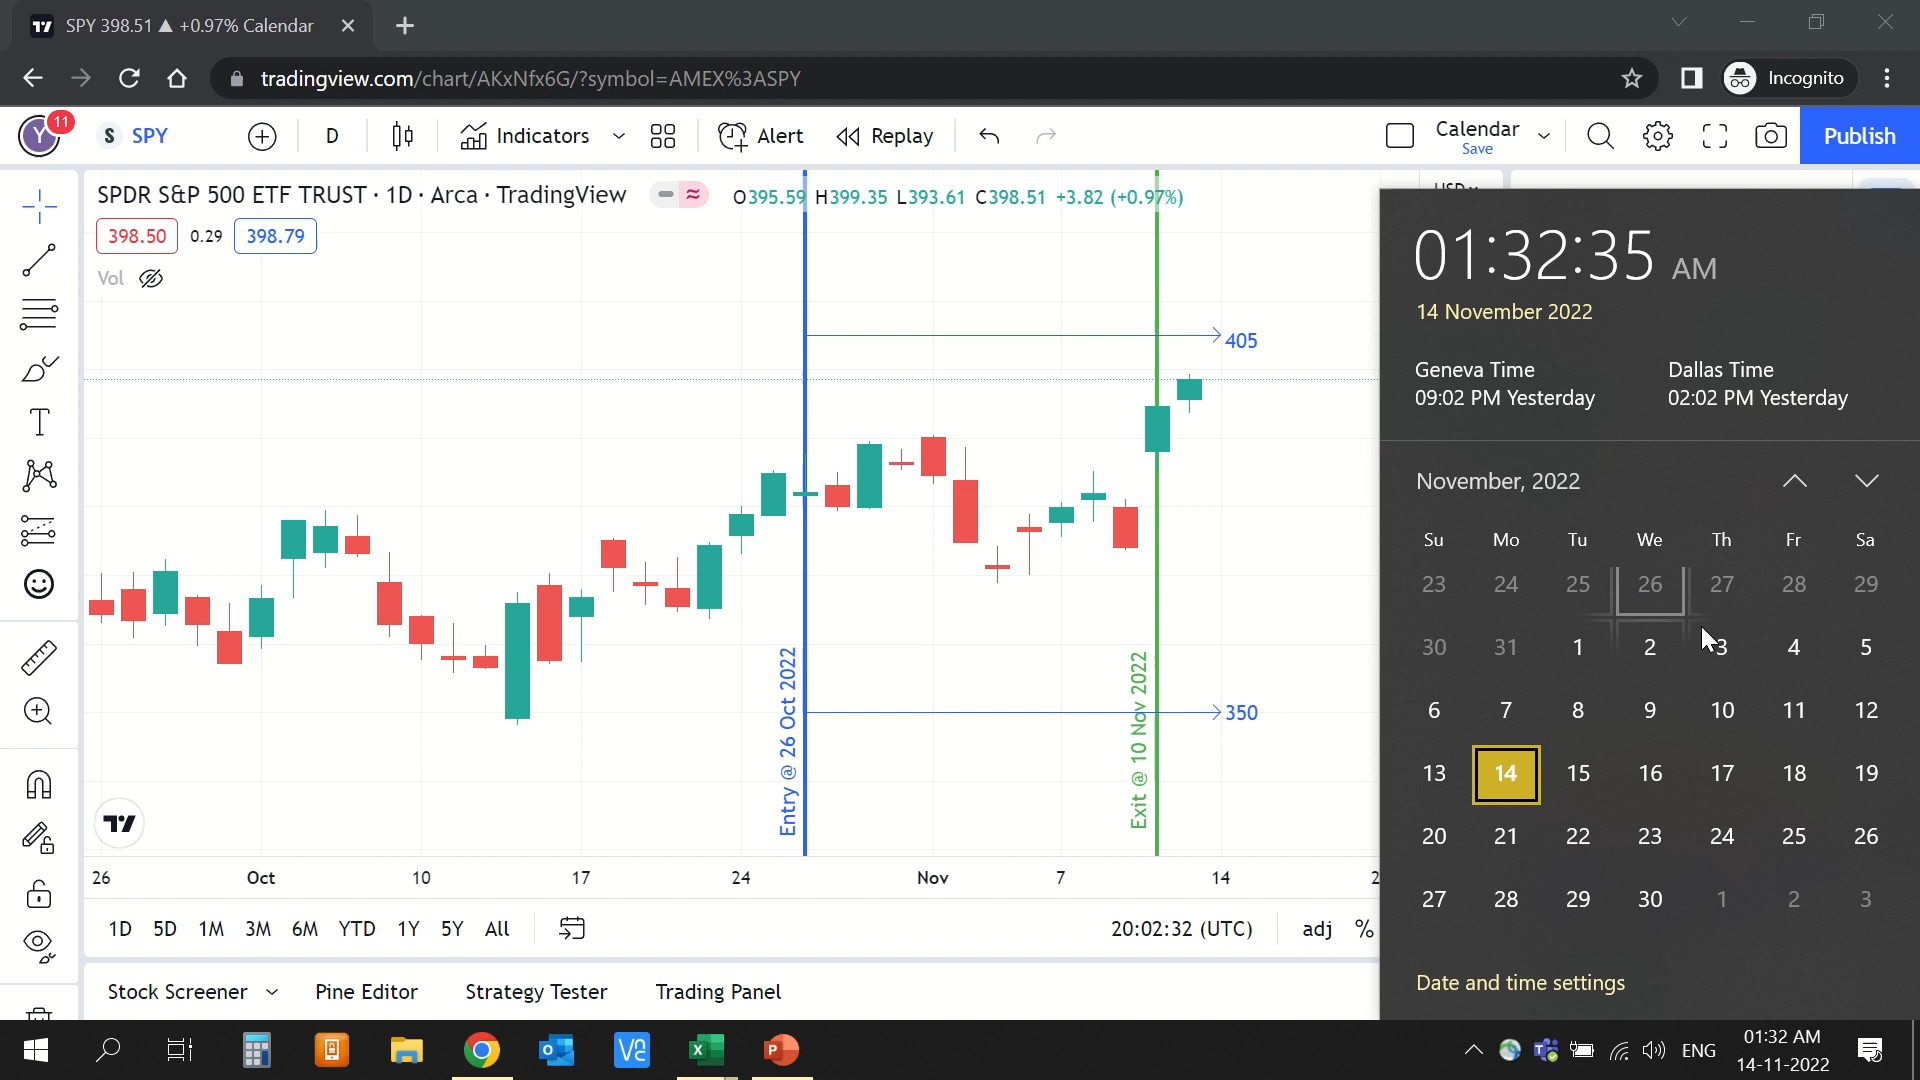 SPY 398.51 ▲ +0.97% Calendar
tradingview.com/chart/AKxNfx6G/?symbol=AMEX%3ASPY
Incognito
Y 11
S SPY
D
Indicators
Alert
Replay
Calendar
Save
Publish
SPDR S&P 500 ETF TRUST · 1D · Arca · TradingView
O395.59 H399.35 L393.61 C398.51 +3.82 (+0.97%)
398.50 0.29 398.79
Vol
405
350
Entry @ 26 Oct 2022
Exit @ 10 Nov 2022
26 Oct 10 17 24 Nov 7 14
1D 5D 1M 3M 6M YTD 1Y 5Y All
20:02:32 (UTC) adj %
Stock Screener Pine Editor Strategy Tester Trading Panel
01:32:35 AM
14 November 2022
Geneva Time Dallas Time
09:02 PM Yesterday 02:02 PM Yesterday
November, 2022
Su Mo Tu We Th Fr Sa
23 24 25 26 27 28 29
30 31 1 2 3 4 5
6 7 8 9 10 11 12
13 14 15 16 17 18 19
20 21 22 23 24 25 26
27 28 29 30 1 2 3
Date and time settings
ENG
01:32 AM
14-11-2022